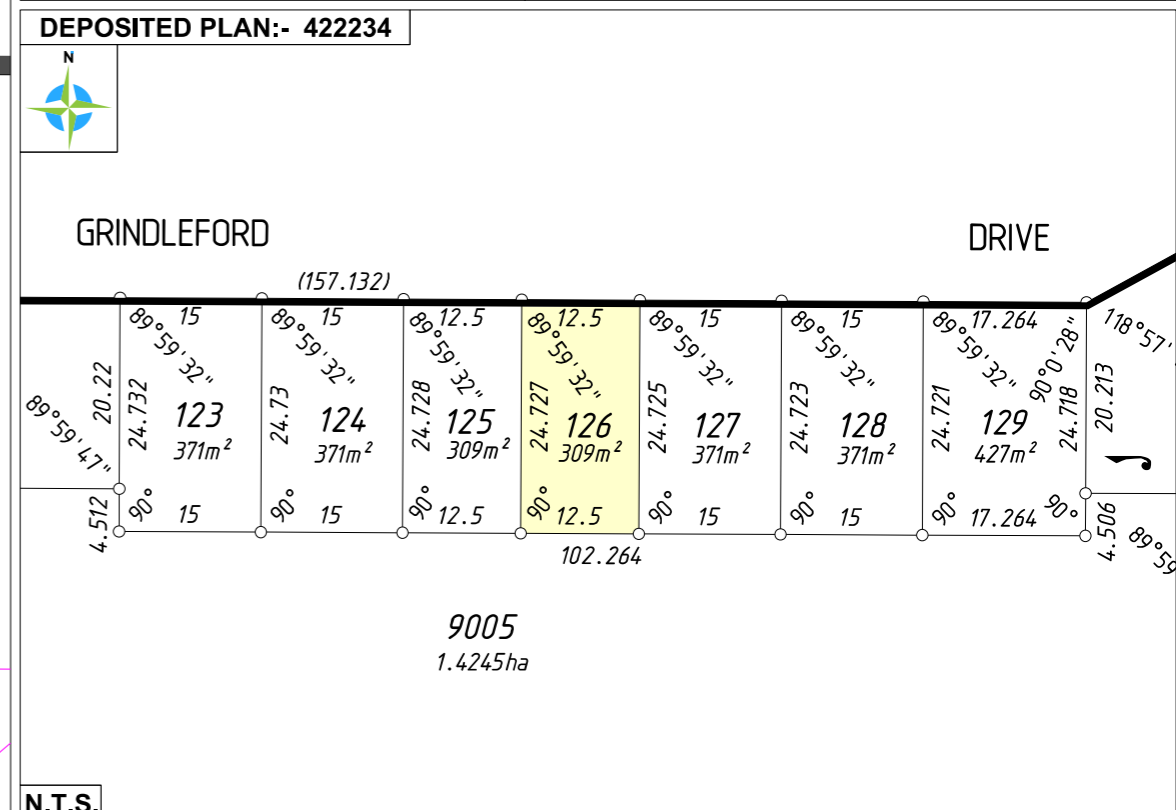 DEPOSITED PLAN:- 422234
N
GRINDLEFORD DRIVE
(157.132)
15 15 12.5 12.5 15 15 17.264
89°59'32" 89°59'32" 89°59'32" 89°59'32" 89°59'32" 89°59'32" 89°59'32" 90°0'28" 118°57'
20.22 24.732 24.73 24.728 24.727 24.725 24.723 24.721 24.718 20.213
89°59'47"
123 124 125 126 127 128 129
371m² 371m² 309m² 309m² 371m² 371m² 427m²
90° 90° 90° 90° 90° 90° 90° 90°
15 15 12.5 12.5 15 15 17.264
4.512 4.506
89°59
102.264
9005
1.4245ha
N.T.S.